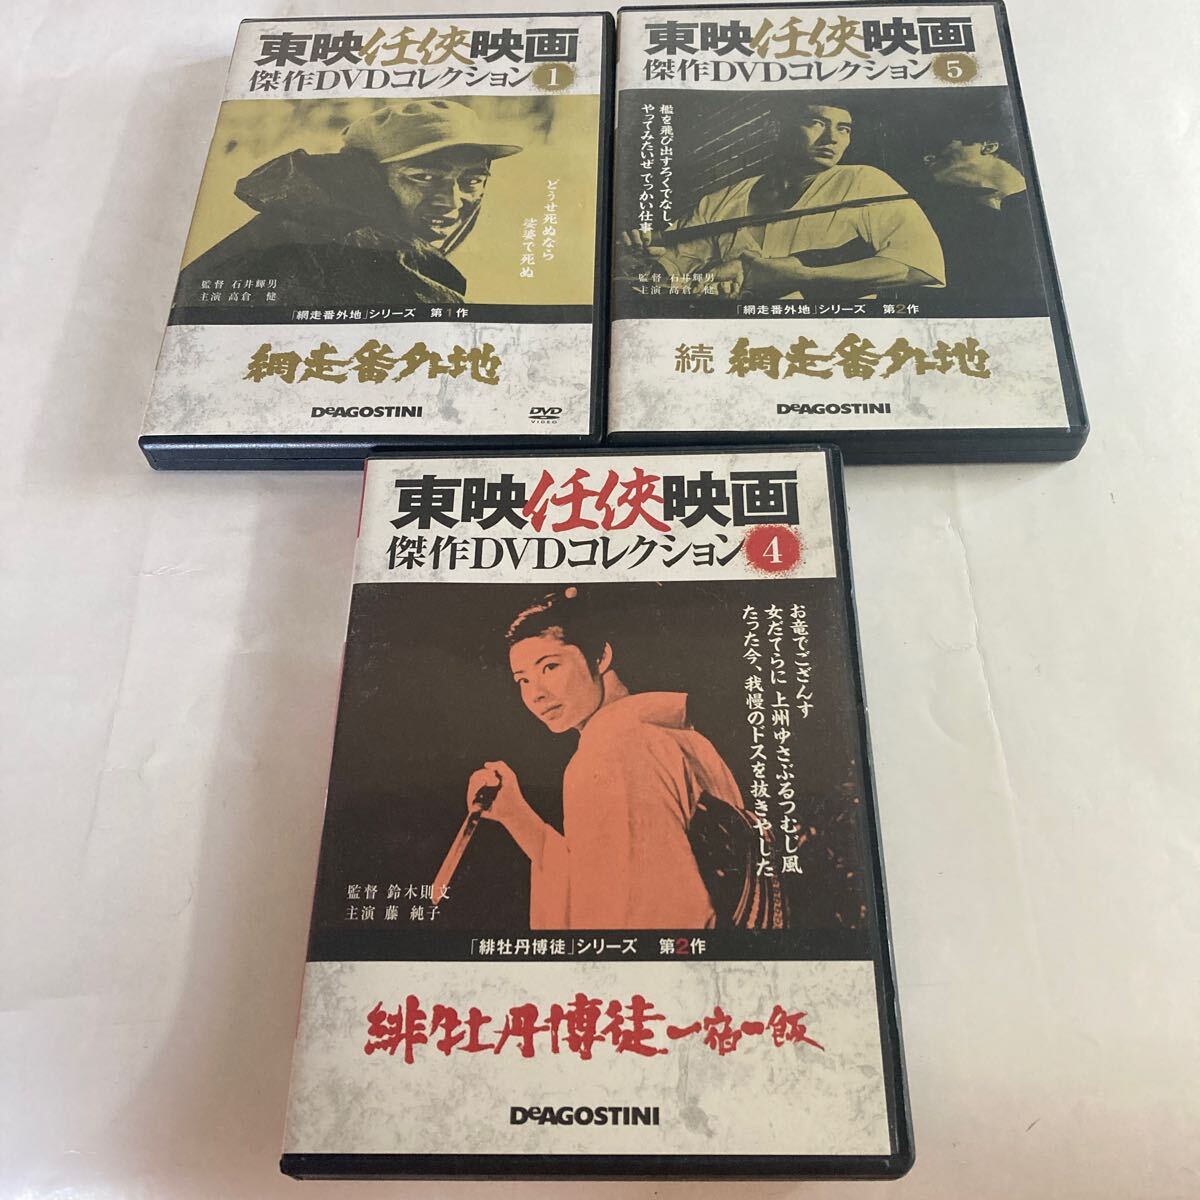 東映任侠映画
傑作DVDコレクション 1
どうせ死ぬなら
娑婆で死ぬ
監督 石井輝男
主演 高倉 健
「網走番外地」シリーズ 第1作
網走番外地
DeAGOSTINI
DVD
VIDEO
東映任侠映画
傑作DVDコレクション 5
檻を飛び出すろくでなし、
やってみたいぜ でっかい仕事
監督 石井輝男
主演 高倉 健
「網走番外地」シリーズ 第2作
続 網走番外地
DeAGOSTINI
東映任侠映画
傑作DVDコレクション 4
お竜でござんす
女だてらに 上州ゆさぶるつむじ風
たった今、我慢のドスを抜きやした
監督 鈴木則文
主演 藤 純子
「緋牡丹博徒」シリーズ 第2作
緋牡丹博徒 一宿一飯
DeAGOSTINI